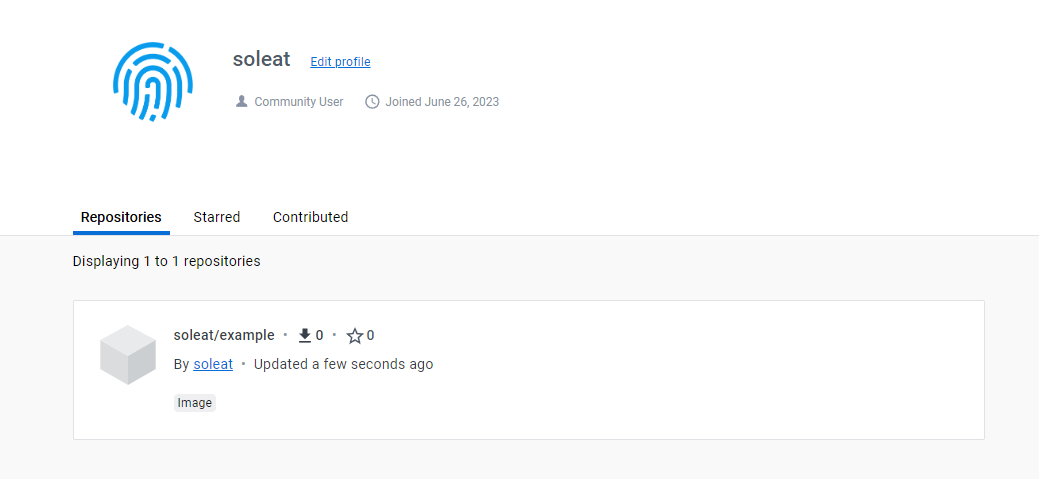 soleat Edit profile
Community User Joined June 26, 2023
Repositories Starred Contributed
Displaying 1 to 1 repositories
soleat/example • 0 • 0
By soleat • Updated a few seconds ago
Image